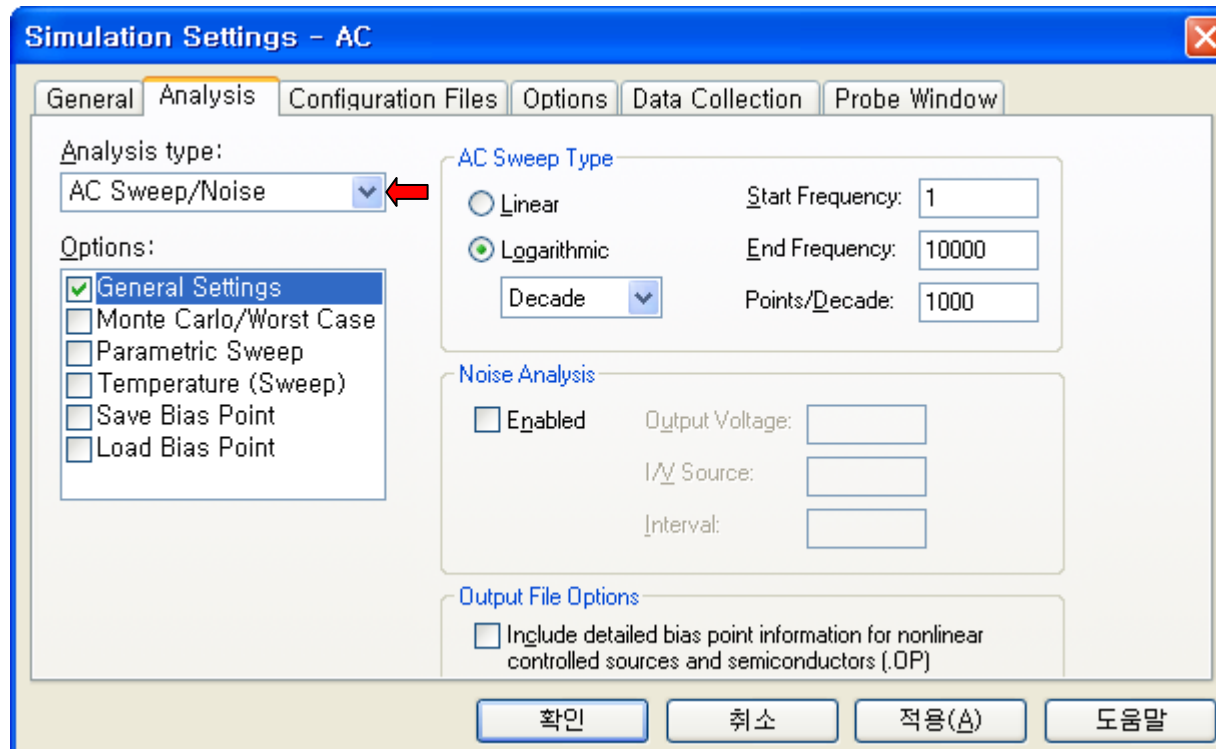 Simulation Settings - AC
General Analysis Configuration Files Options Data Collection Probe Window
Analysis type:
AC Sweep/Noise
Options:
General Settings
Monte Carlo/Worst Case
Parametric Sweep
Temperature (Sweep)
Save Bias Point
Load Bias Point
AC Sweep Type
Linear
Logarithmic
Decade
Start Frequency: 1
End Frequency: 10000
Points/Decade: 1000
Noise Analysis
Enabled
Output Voltage:
I/V Source:
Interval:
Output File Options
Include detailed bias point information for nonlinear
controlled sources and semiconductors (.OP)
확인 취소 적용(A) 도움말